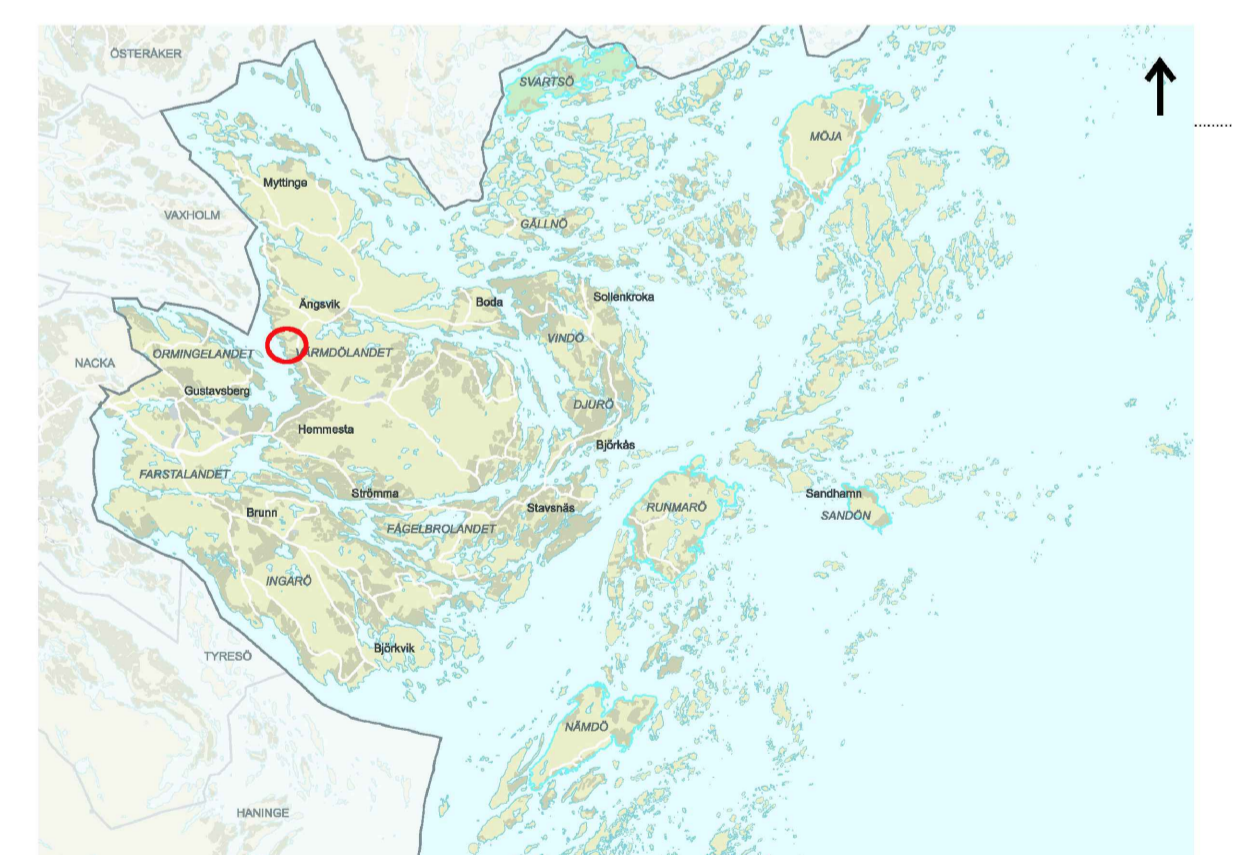 ÖSTERÅKER
SVARTSÖ
MÖJA
Myttinge
VAXHOLM
GÄLLNÖ
Ängsvik
Boda
Sollenkroka
VINDÖ
ORMINGELANDET
VÄRMDÖLANDET
NACKA
Gustavsberg
DJURÖ
Hemmesta
Björkås
FARSTALANDET
Strömma
Sandhamn
Brunn
Stavsnäs
RUNMARÖ
SANDÖN
FÅGELBROLANDET
INGARÖ
Björkvik
TYRESÖ
NÄMDÖ
HANINGE